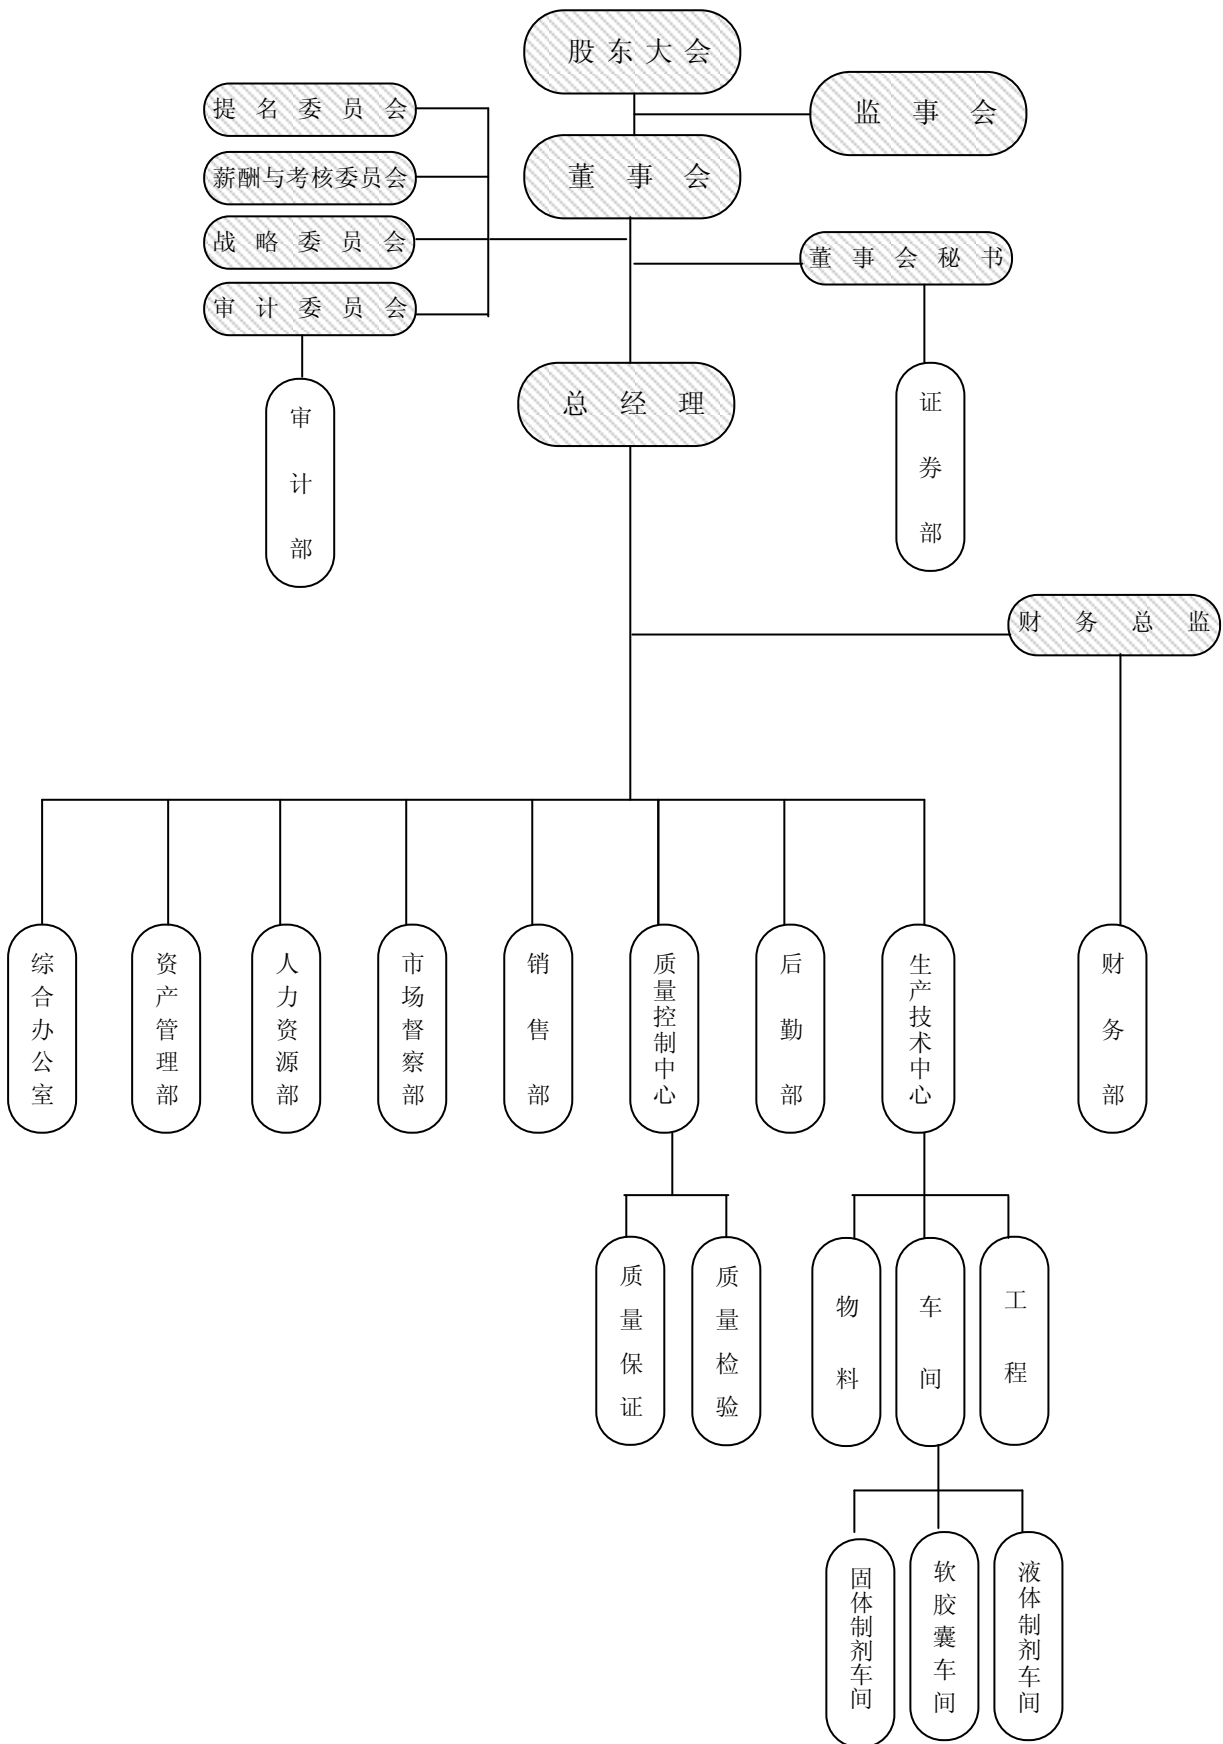 股东大会
提名委员会
监事会
薪酬与考核委员会
董事会
战略委员会
董事会秘书
审计委员会
总经理
审计部
证券部
财务总监
综合办公室
资产管理部
人力资源部
市场督察部
销售部
质量控制中心
后勤部
生产技术中心
财务部
质量保证
质量检验
物料
车间
工程
固体制剂车间
软胶囊车间
液体制剂车间